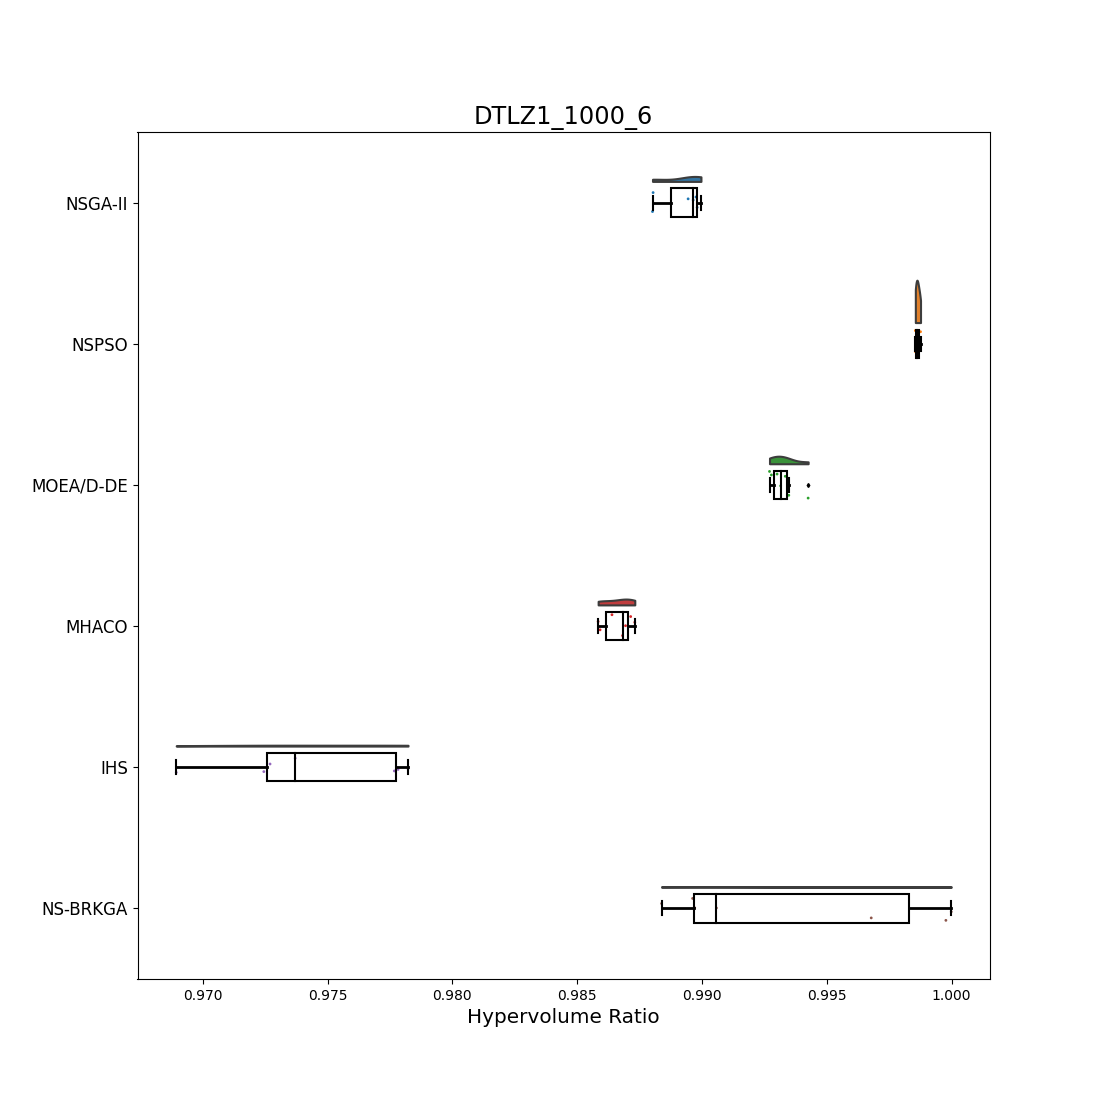 DTLZ1_1000_6
NSGA-II
NSPSO
MOEA/D-DE
MHACO
IHS
NS-BRKGA
0.970 0.975 0.980 0.985 0.990 0.995 1.000
Hypervolume Ratio